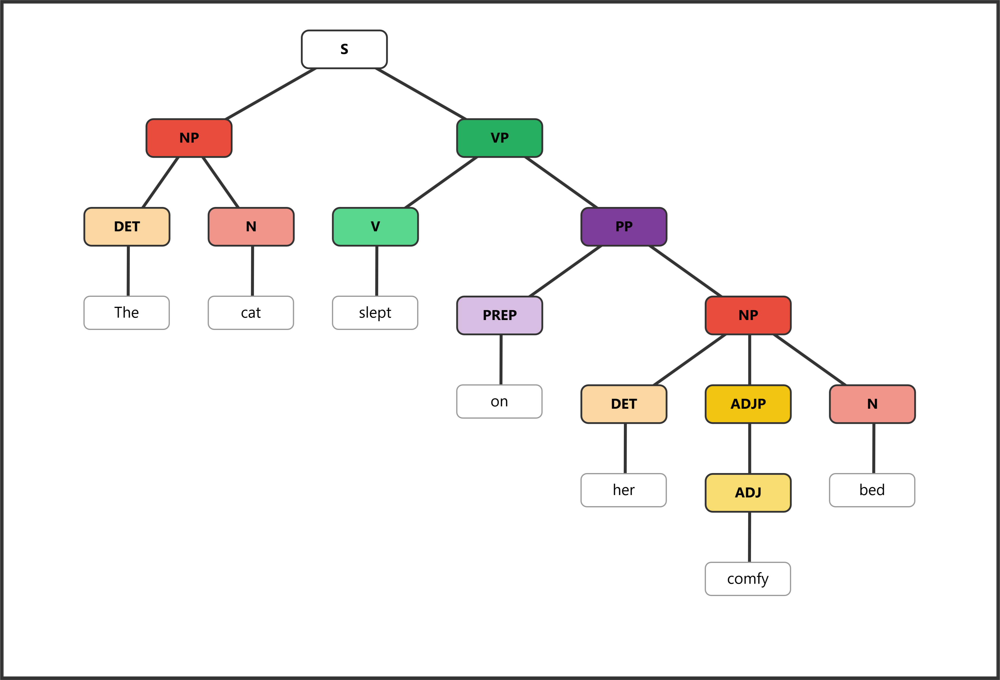 S
NP VP
DET N V PP
The cat slept PREP NP
on DET ADJP N
her ADJ bed
comfy